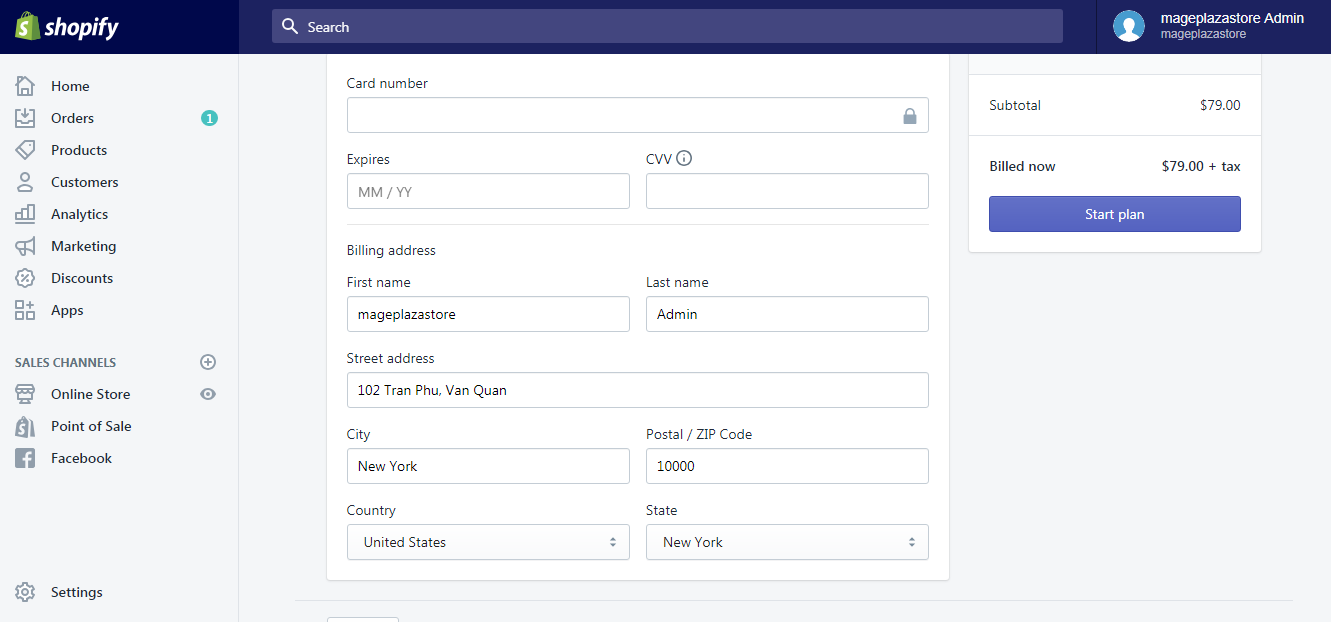 shopify
Search
mageplazastore Admin
mageplazastore
Home
Orders 1
Products
Customers
Analytics
Marketing
Discounts
Apps
SALES CHANNELS
Online Store
Point of Sale
Facebook
Settings
Card number
Expires CVV
MM / YY
Billing address
First name Last name
mageplazastore Admin
Street address
102 Tran Phu, Van Quan
City Postal / ZIP Code
New York 10000
Country State
United States New York
Subtotal $79.00
Billed now $79.00 + tax
Start plan